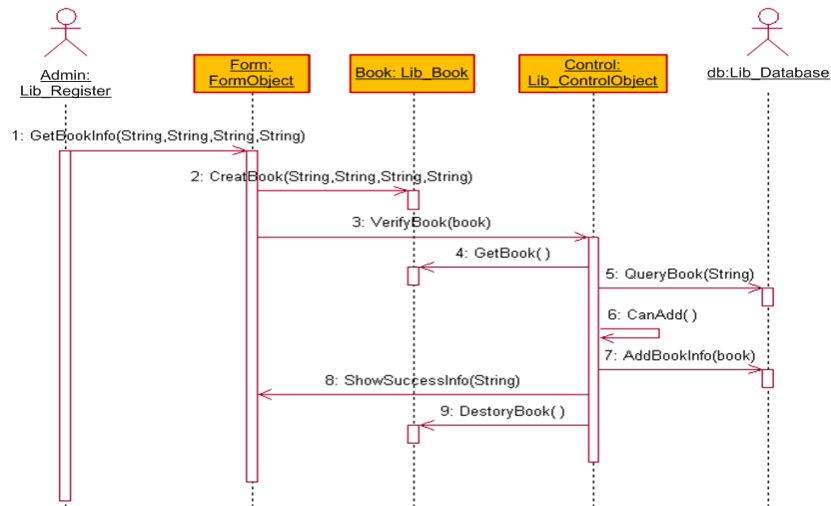 Admin:
Lib_Register
Form:
FormObject
Book: Lib_Book
Control:
Lib_ControlObject
db:Lib_Database
1: GetBookInfo(String,String,String,String)
2: CreatBook(String,String,String,String)
3: VerifyBook(book)
4: GetBook( )
5: QueryBook(String)
6: CanAdd( )
7: AddBookInfo(book)
8: ShowSuccessInfo(String)
9: DestoryBook( )